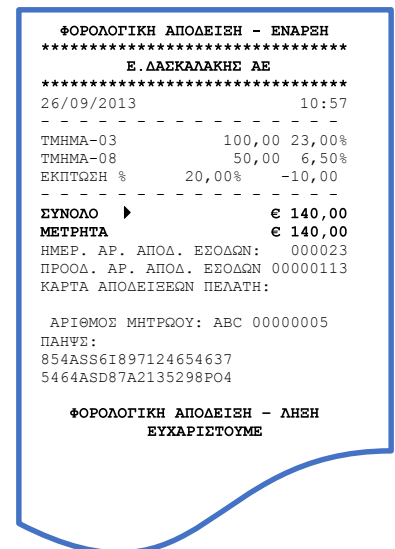 ΦΟΡΟΛΟΓΙΚΗ ΑΠΟΔΕΙΞΗ – ΕΝΑΡΞΗ
********************************
Ε.ΔΑΣΚΑΛΑΚΗΣ ΑΕ
********************************
26/09/2013 10:57
- - - - - - - - - - - - - - - -
ΤΜΗΜΑ-03 100,00 23,00%
ΤΜΗΜΑ-08 50,00 6,50%
ΕΚΠΤΩΣΗ % 20,00% -10,00
- - - - - - - - - - - - - - - -
ΣΥΝΟΛΟ ▶ € 140,00
ΜΕΤΡΗΤΑ € 140,00
ΗΜΕΡ. ΑΡ. ΑΠΟΔ. ΕΣΟΔΩΝ: 000023
ΠΡΟΟΔ. ΑΡ. ΑΠΟΔ. ΕΣΟΔΩΝ 00000113
ΚΑΡΤΑ ΑΠΟΔΕΙΞΕΩΝ ΠΕΛΑΤΗ:
ΑΡΙΘΜΟΣ ΜΗΤΡΩΟΥ: ABC 00000005
ΠΑΗΨΣ:
854ASS6I897124654637
5464ASD87A2135298PO4
ΦΟΡΟΛΟΓΙΚΗ ΑΠΟΔΕΙΞΗ – ΛΗΞΗ
ΕΥΧΑΡΙΣΤΟΥΜΕ